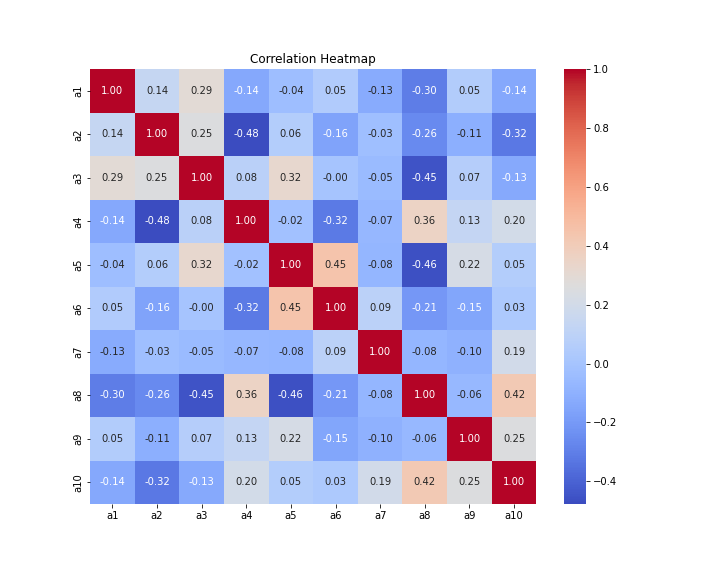 Correlation Heatmap
a1 1.00 0.14 0.29 -0.14 -0.04 0.05 -0.13 -0.30 0.05 -0.14
a2 0.14 1.00 0.25 -0.48 0.06 -0.16 -0.03 -0.26 -0.11 -0.32
a3 0.29 0.25 1.00 0.08 0.32 -0.00 -0.05 -0.45 0.07 -0.13
a4 -0.14 -0.48 0.08 1.00 -0.02 -0.32 -0.07 0.36 0.13 0.20
a5 -0.04 0.06 0.32 -0.02 1.00 0.45 -0.08 -0.46 0.22 0.05
a6 0.05 -0.16 -0.00 -0.32 0.45 1.00 0.09 -0.21 -0.15 0.03
a7 -0.13 -0.03 -0.05 -0.07 -0.08 0.09 1.00 -0.08 -0.10 0.19
a8 -0.30 -0.26 -0.45 0.36 -0.46 -0.21 -0.08 1.00 -0.06 0.42
a9 0.05 -0.11 0.07 0.13 0.22 -0.15 -0.10 -0.06 1.00 0.25
a10 -0.14 -0.32 -0.13 0.20 0.05 0.03 0.19 0.42 0.25 1.00
a1 a2 a3 a4 a5 a6 a7 a8 a9 a10
1.0
0.8
0.6
0.4
0.2
0.0
-0.2
-0.4